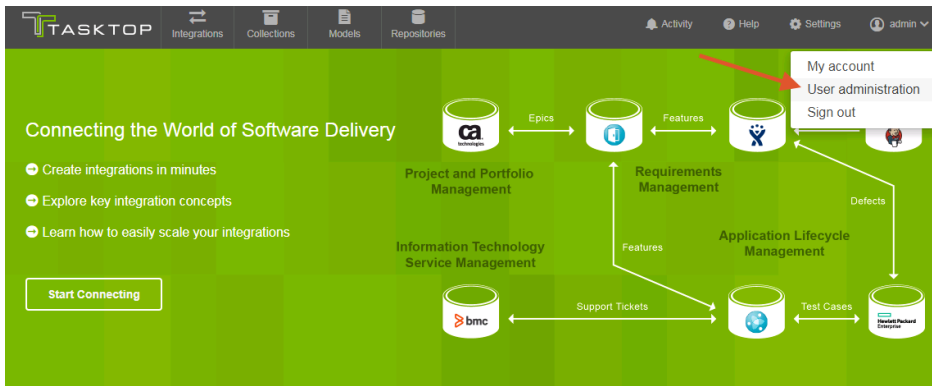 TASKTOP
Integrations
Collections
Models
Repositories
Activity
Help
Settings
admin
My account
User administration
Sign out
Connecting the World of Software Delivery
Create integrations in minutes
Explore key integration concepts
Learn how to easily scale your integrations
Start Connecting
ca
technologies
Epics
Features
Project and Portfolio
Management
Requirements
Management
Defects
Information Technology
Service Management
Features
Application Lifecycle
Management
bmc
Support Tickets
Test Cases
Hewlett Packard
Enterprise